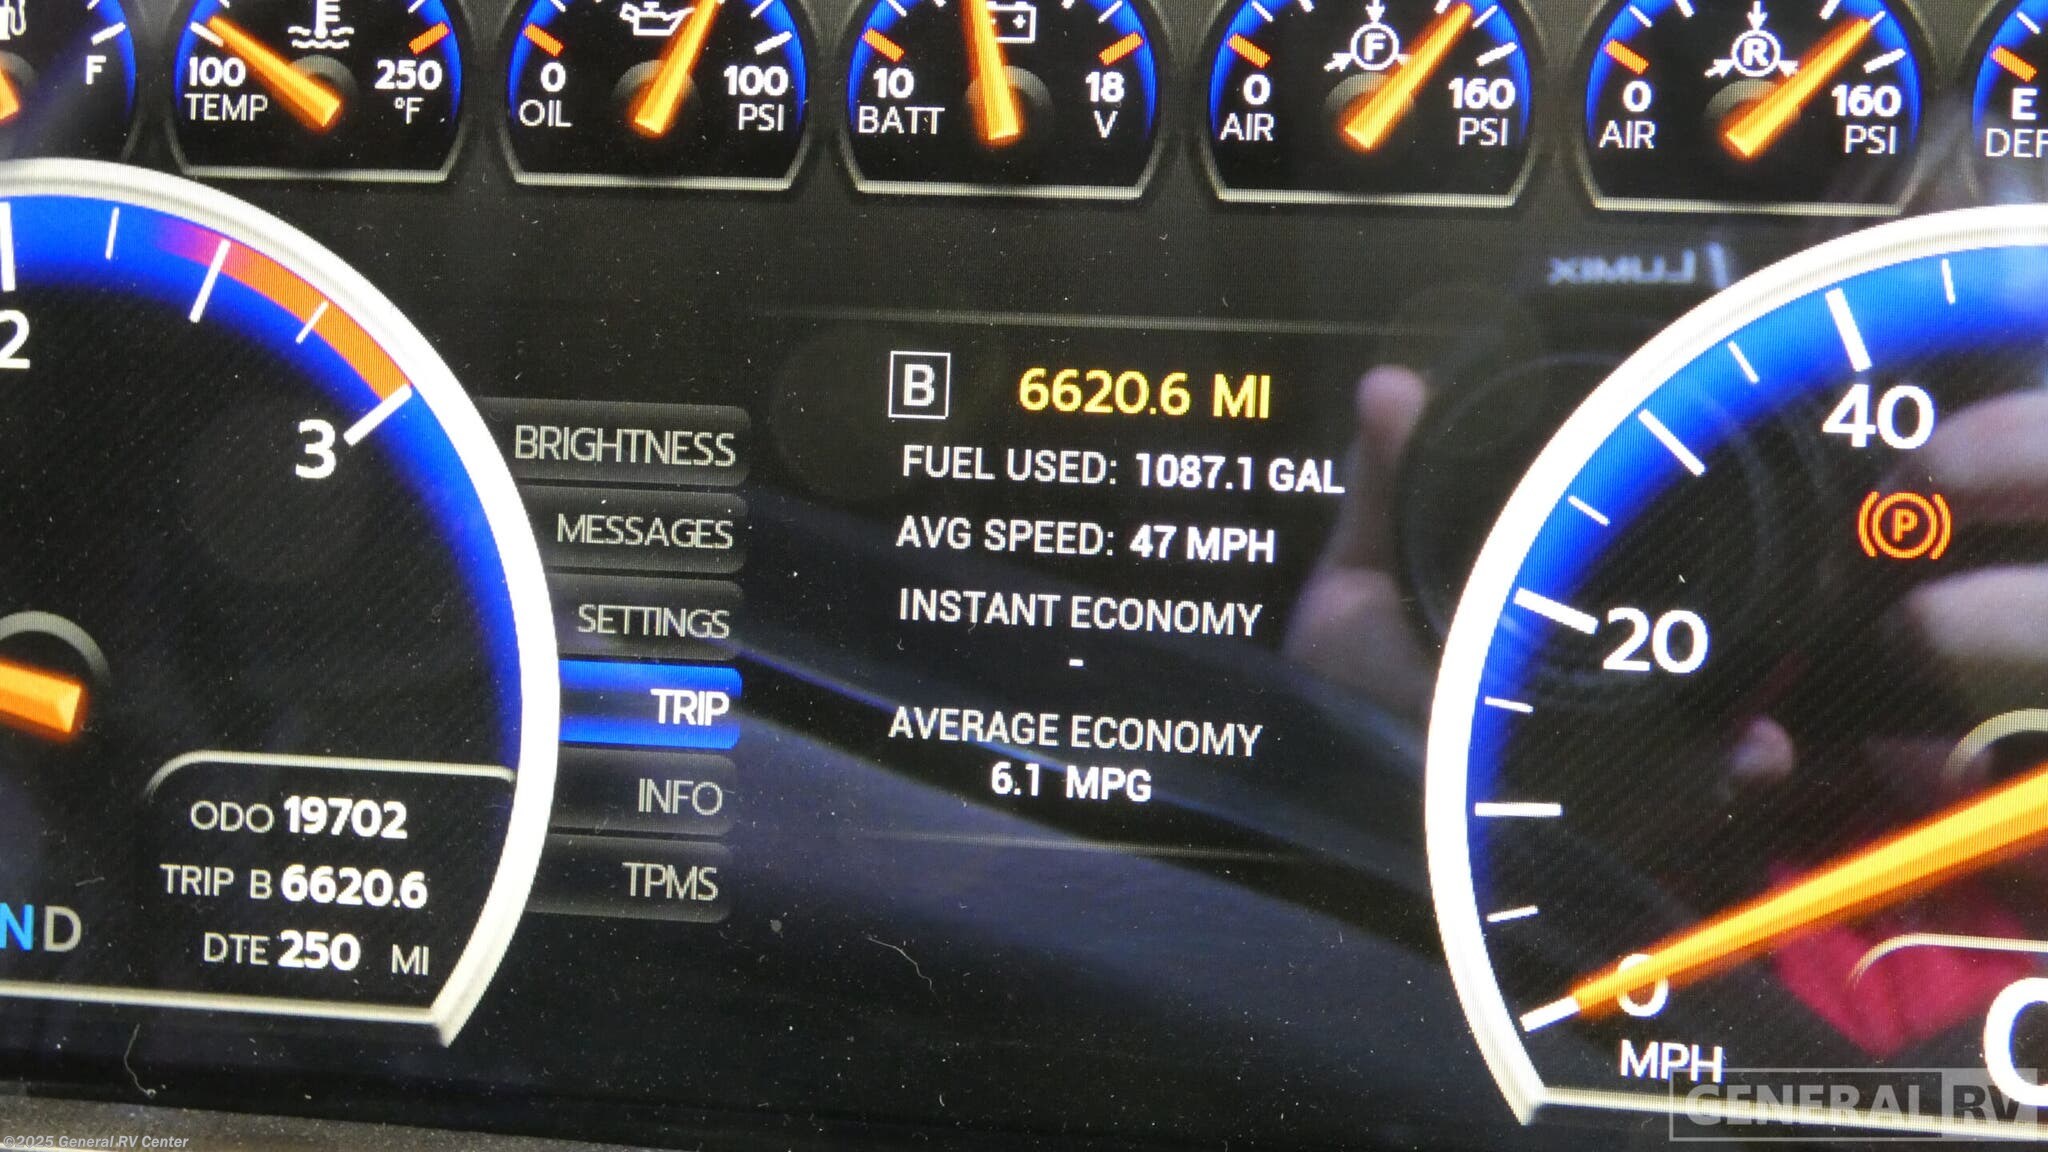 F
100
TEMP
250
°F
0
OIL
100
PSI
10
BATT
18
V
0
AIR
F
160
PSI
0
AIR
R
160
PSI
E
DEF
LUMIX
2
3
B 6620.6 MI
FUEL USED: 1087.1 GAL
AVG SPEED: 47 MPH
INSTANT ECONOMY
-
AVERAGE ECONOMY
6.1 MPG
BRIGHTNESS
MESSAGES
SETTINGS
TRIP
INFO
TPMS
ODO 19702
TRIP B 6620.6
DTE 250 MI
ND
40
P
20
0
MPH
GENERAL RV
©2025 General RV Center